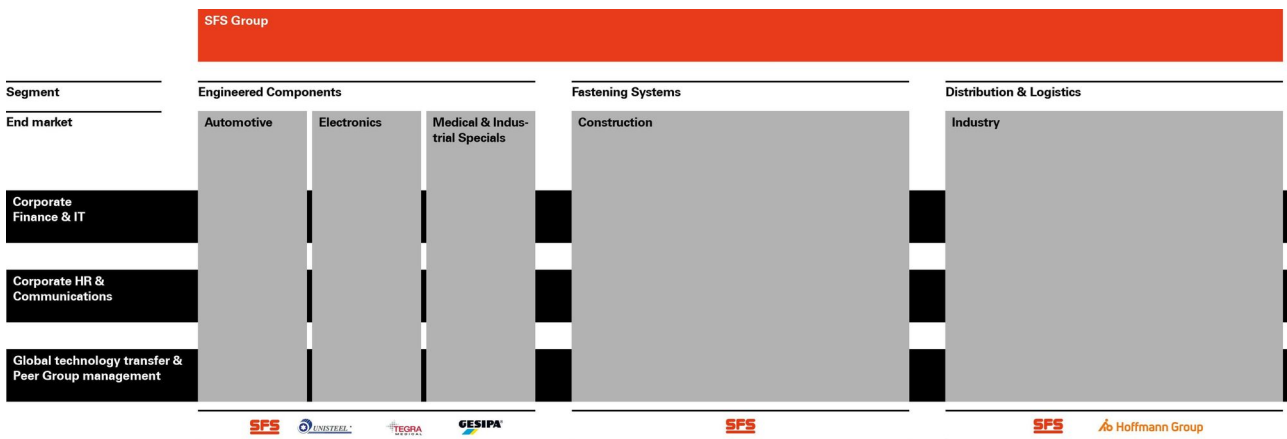 SFS Group
Segment
Engineered Components
Fastening Systems
Distribution & Logistics
End market
Automotive
Electronics
Medical & Indus-
trial Specials
Construction
Industry
Corporate
Finance & IT
Corporate HR &
Communications
Global technology transfer &
Peer Group management
SFS
UNISTEEL
TEGRA
MEDICAL
GESIPA
SFS
SFS
Hoffmann Group